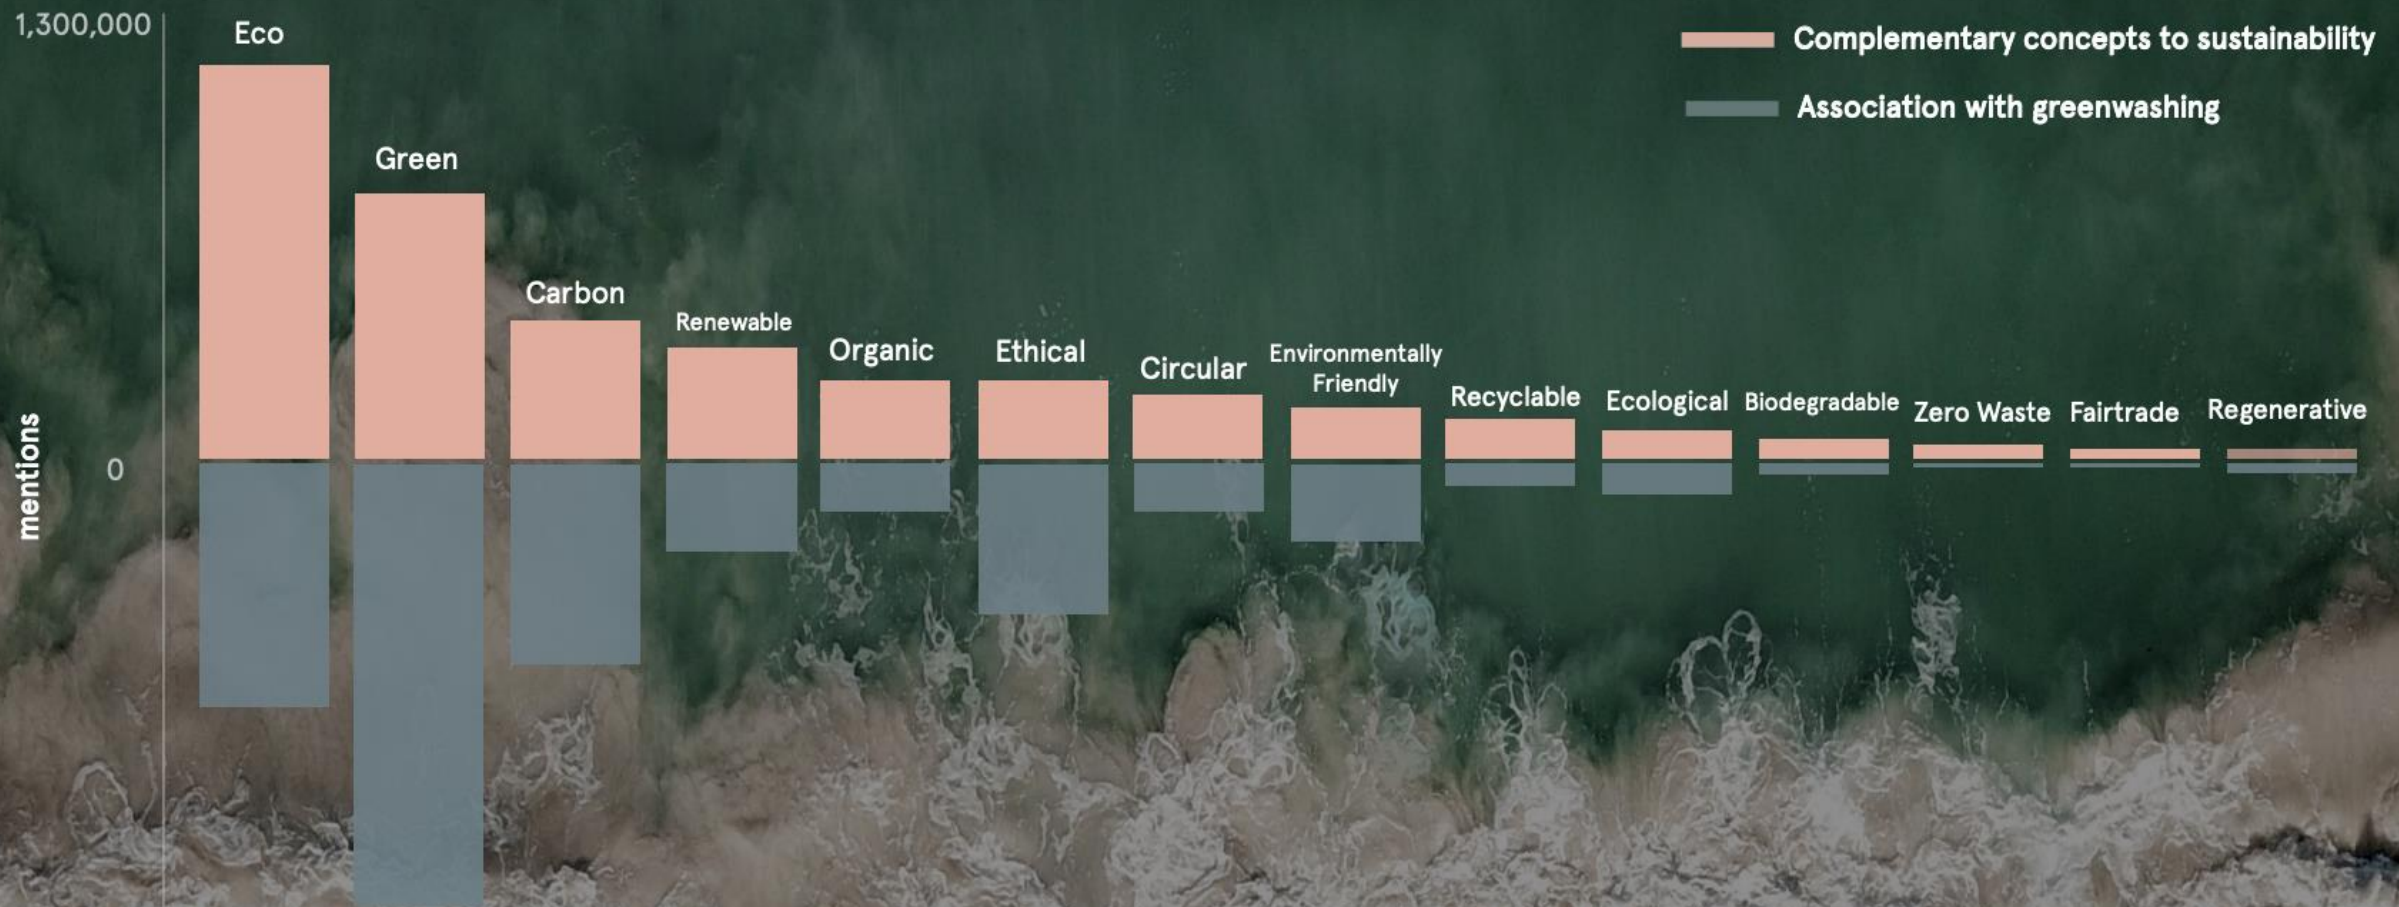 1,300,000
Eco
Complementary concepts to sustainability
Association with greenwashing
Green
Carbon
Renewable
Organic
Ethical
Circular
Environmentally
Friendly
Recyclable
Ecological
Biodegradable
Zero Waste
Fairtrade
Regenerative
0
mentions